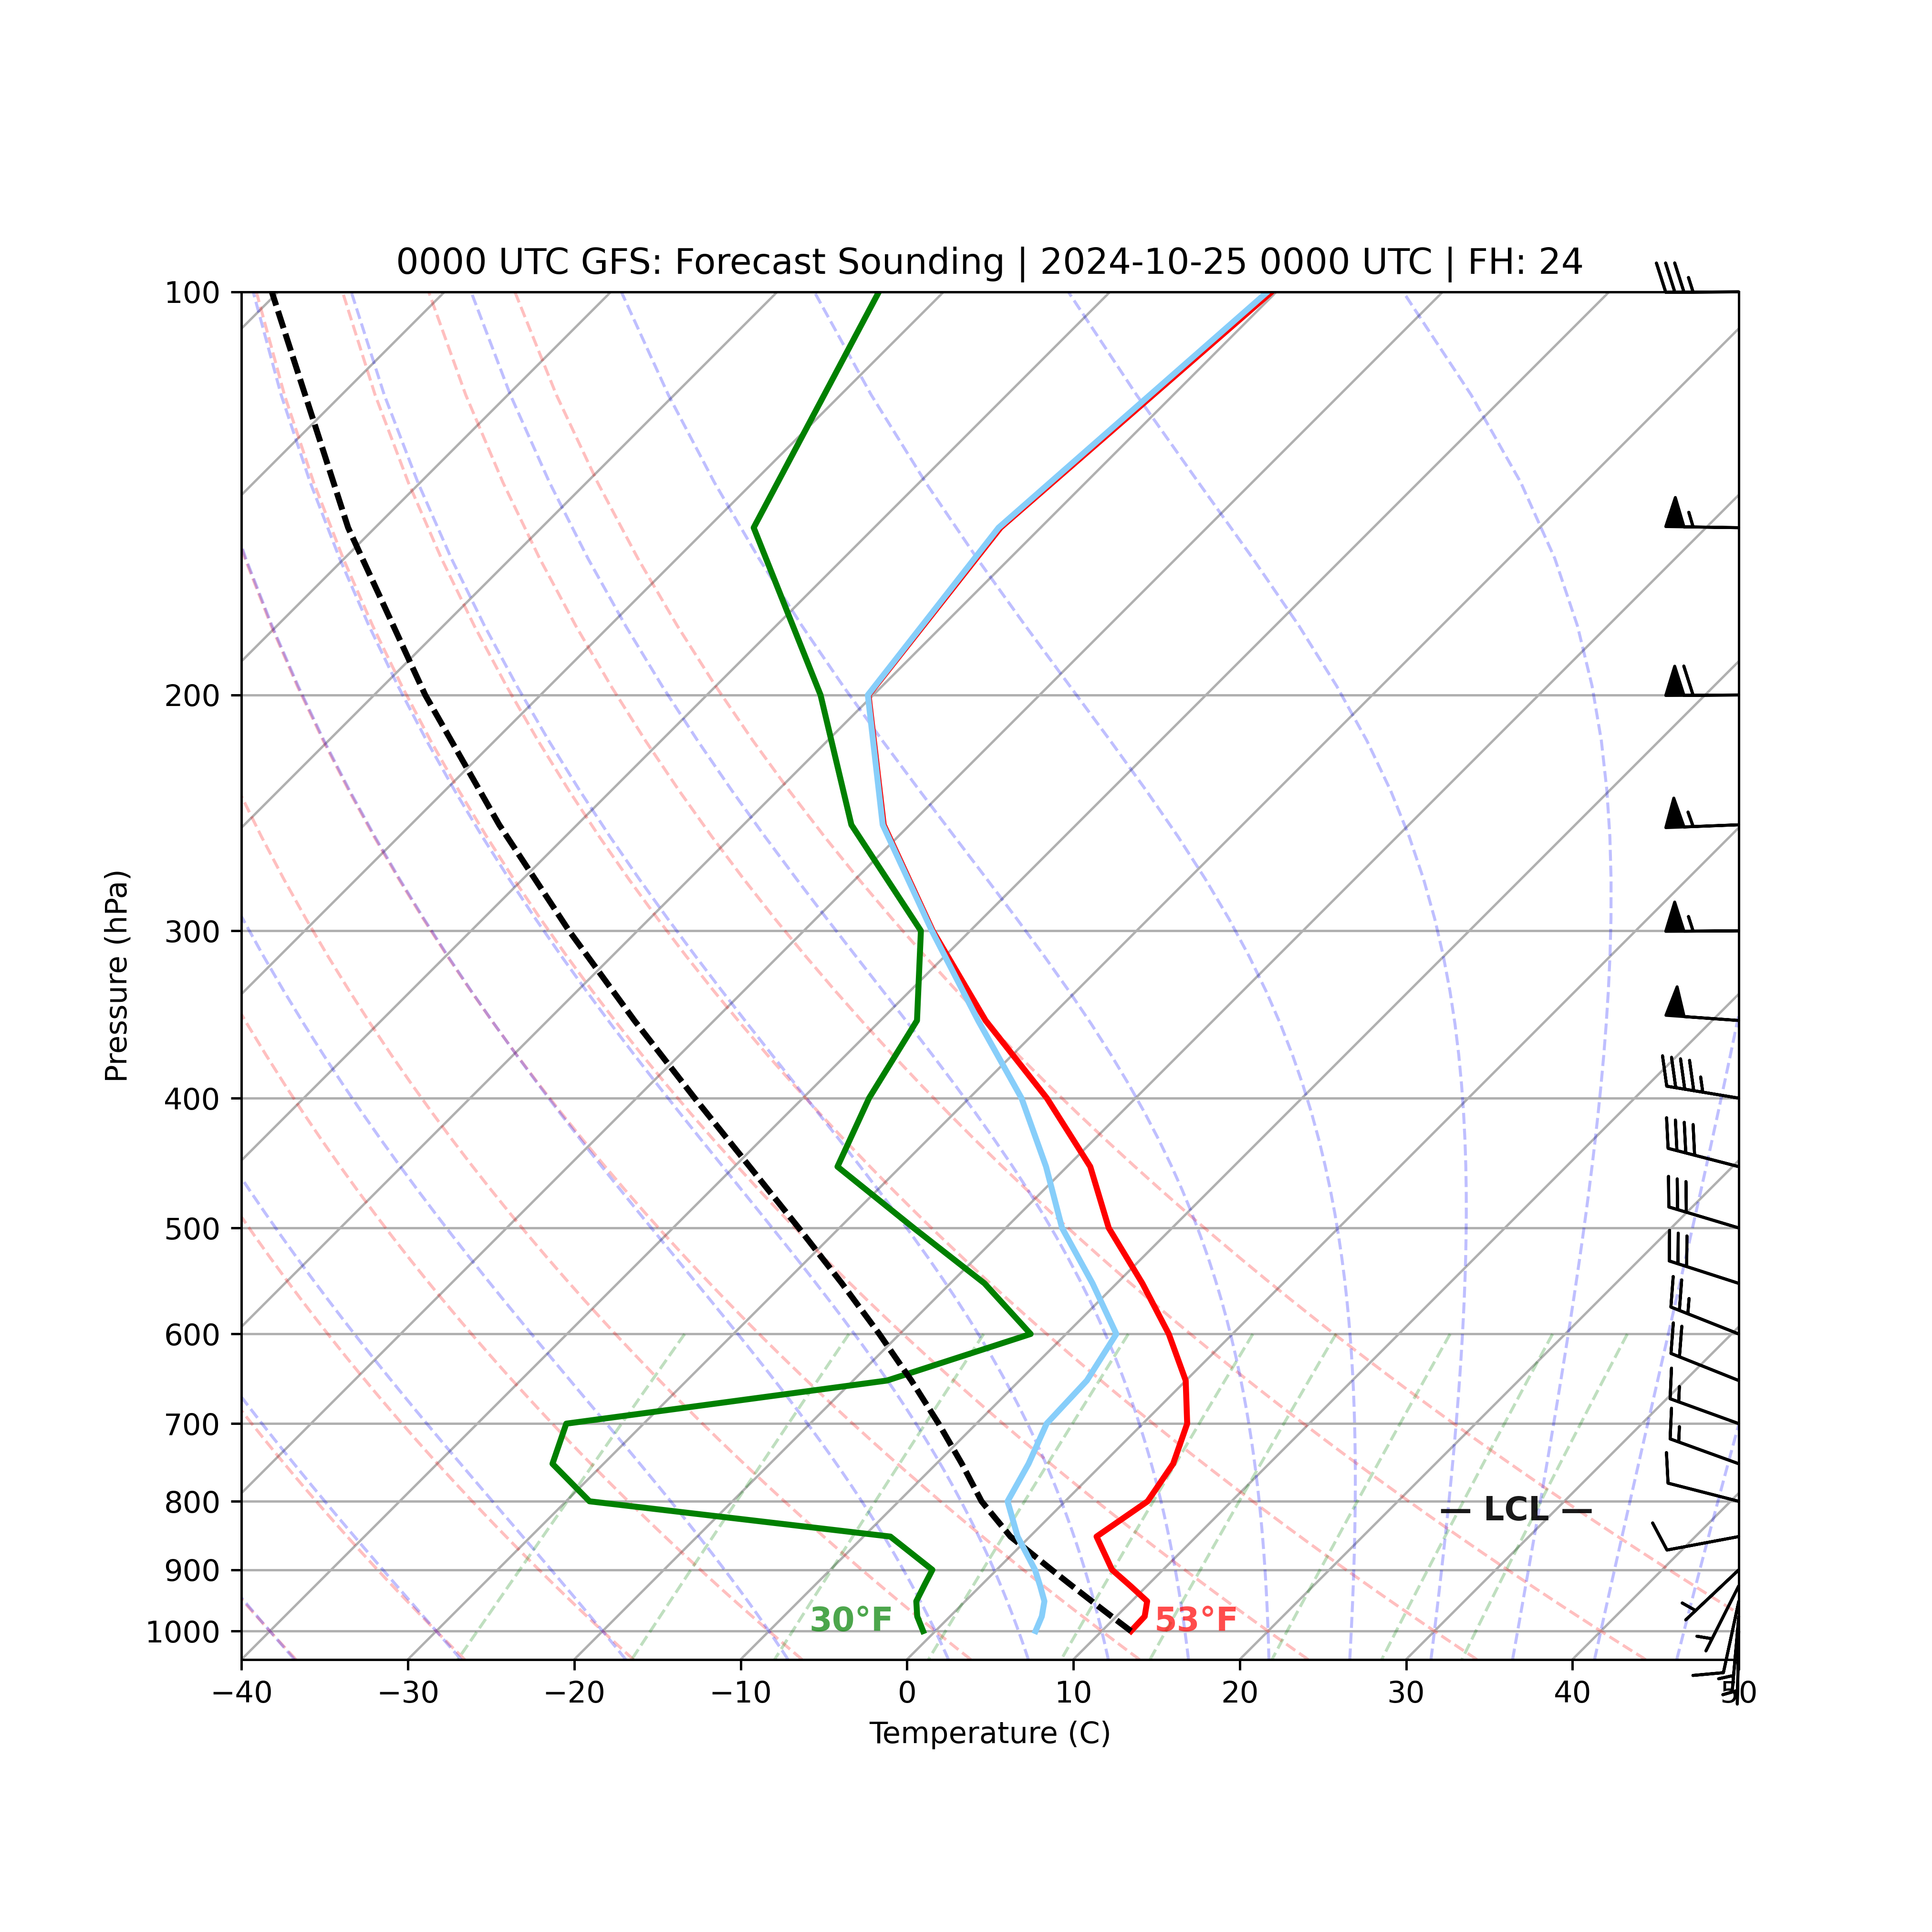 0000 UTC GFS: Forecast Sounding | 2024-10-25 0000 UTC | FH: 24
100
200
300
400
500
600
700
800
900
1000
Pressure (hPa)
— LCL —
30°F
53°F
−40 −30 −20 −10 0 10 20 30 40 50
Temperature (C)